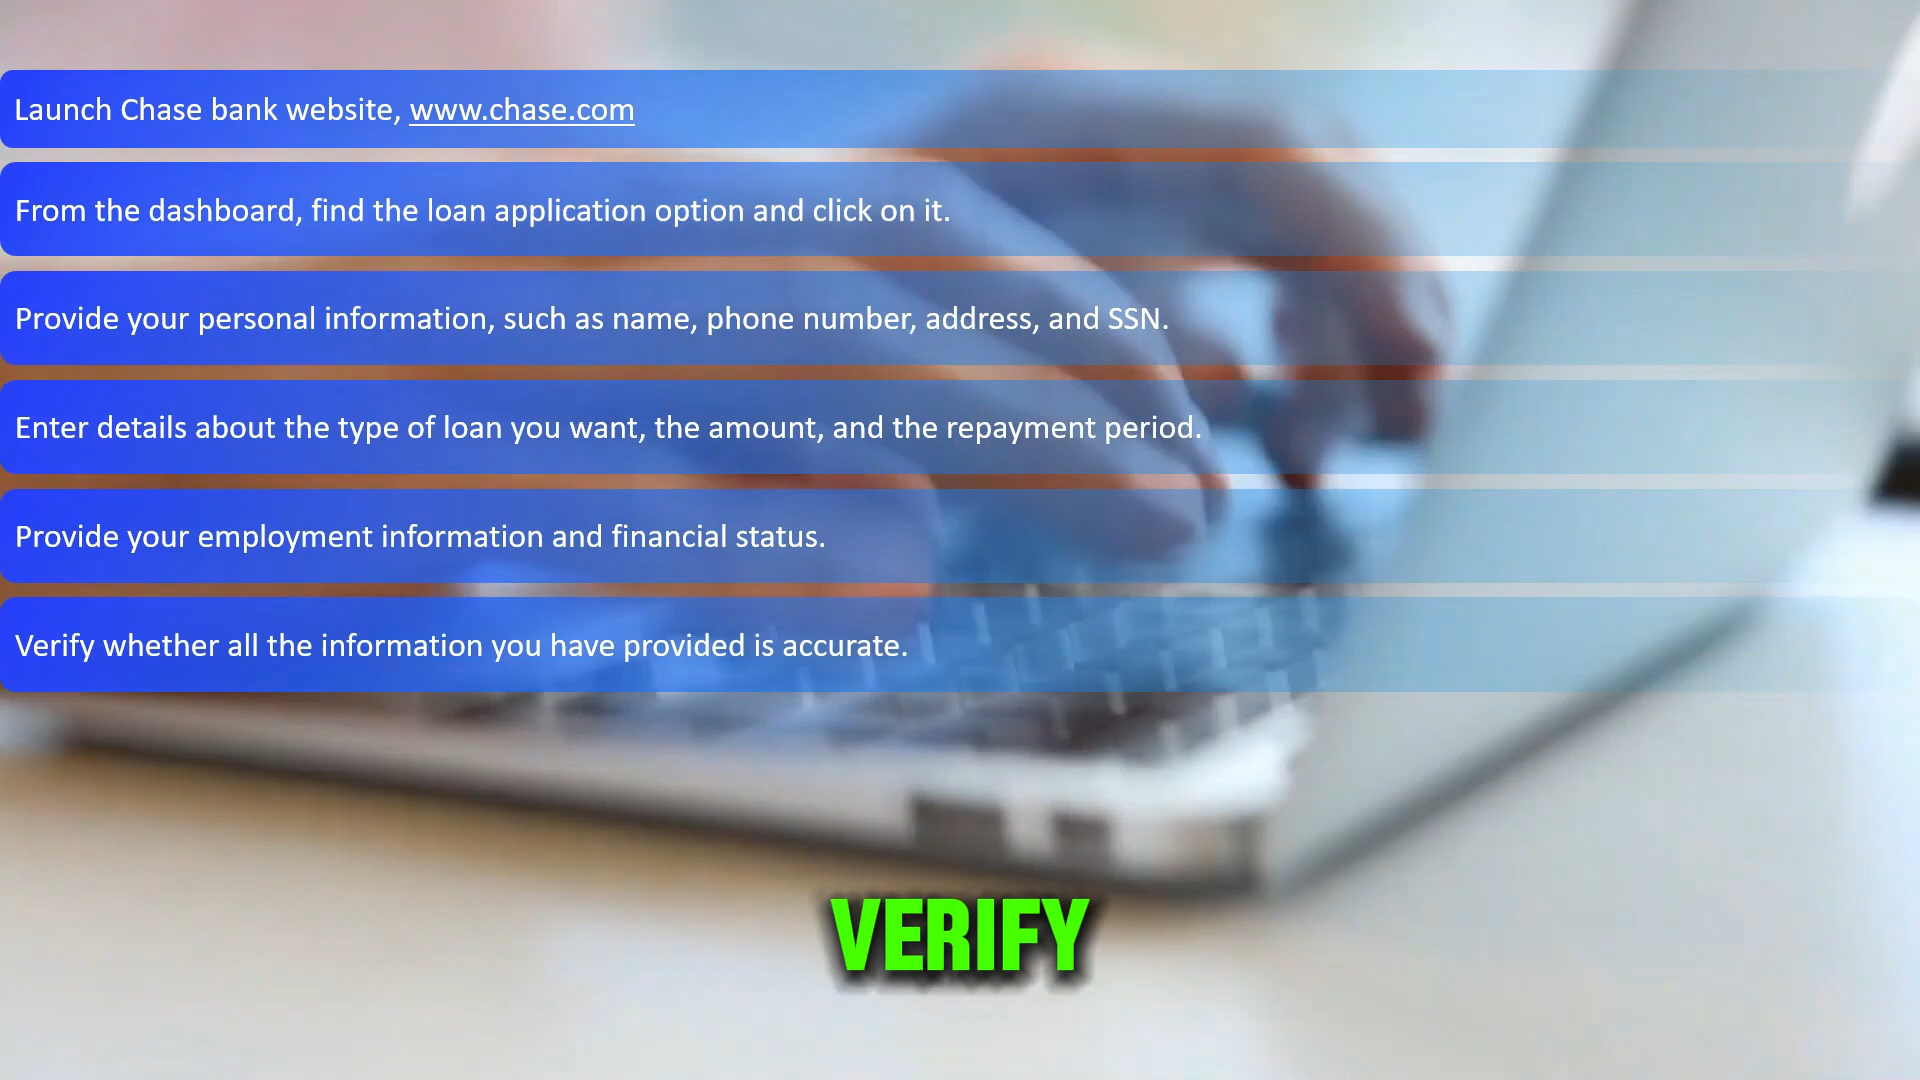 Launch Chase bank website, www.chase.com
From the dashboard, find the loan application option and click on it.
Provide your personal information, such as name, phone number, address, and SSN.
Enter details about the type of loan you want, the amount, and the repayment period.
Provide your employment information and financial status.
Verify whether all the information you have provided is accurate.
VERIFY